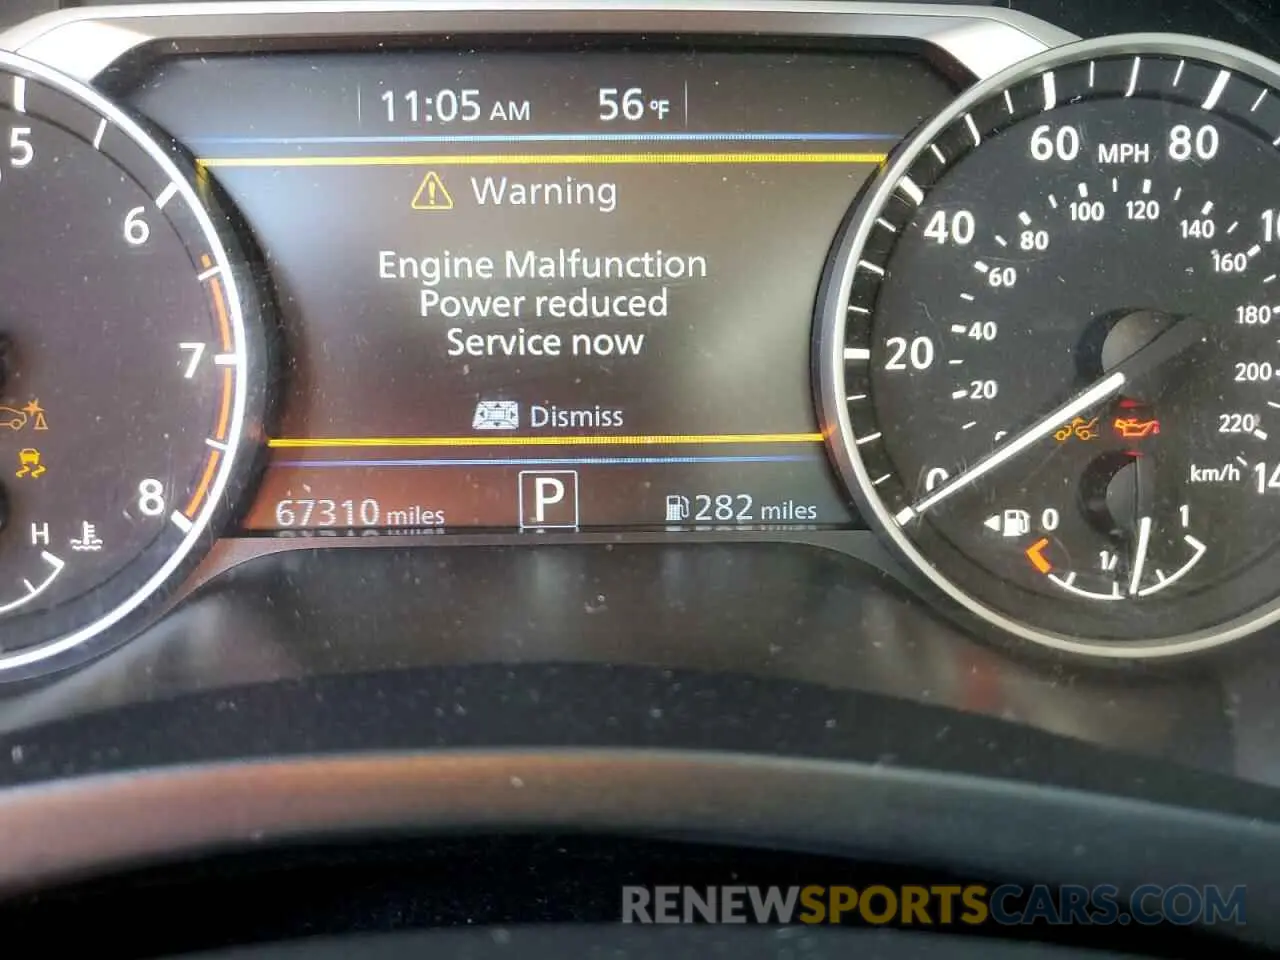 11:05 AM 56 °F
Warning
Engine Malfunction
Power reduced
Service now
Dismiss
67310 miles P 282 miles
5
6
7
8
H
60 MPH 80
40
20
0
100 120 140
80
60
160
40
180
20
200
220
km/h
0 1
RENEWSPORTSCARS.COM